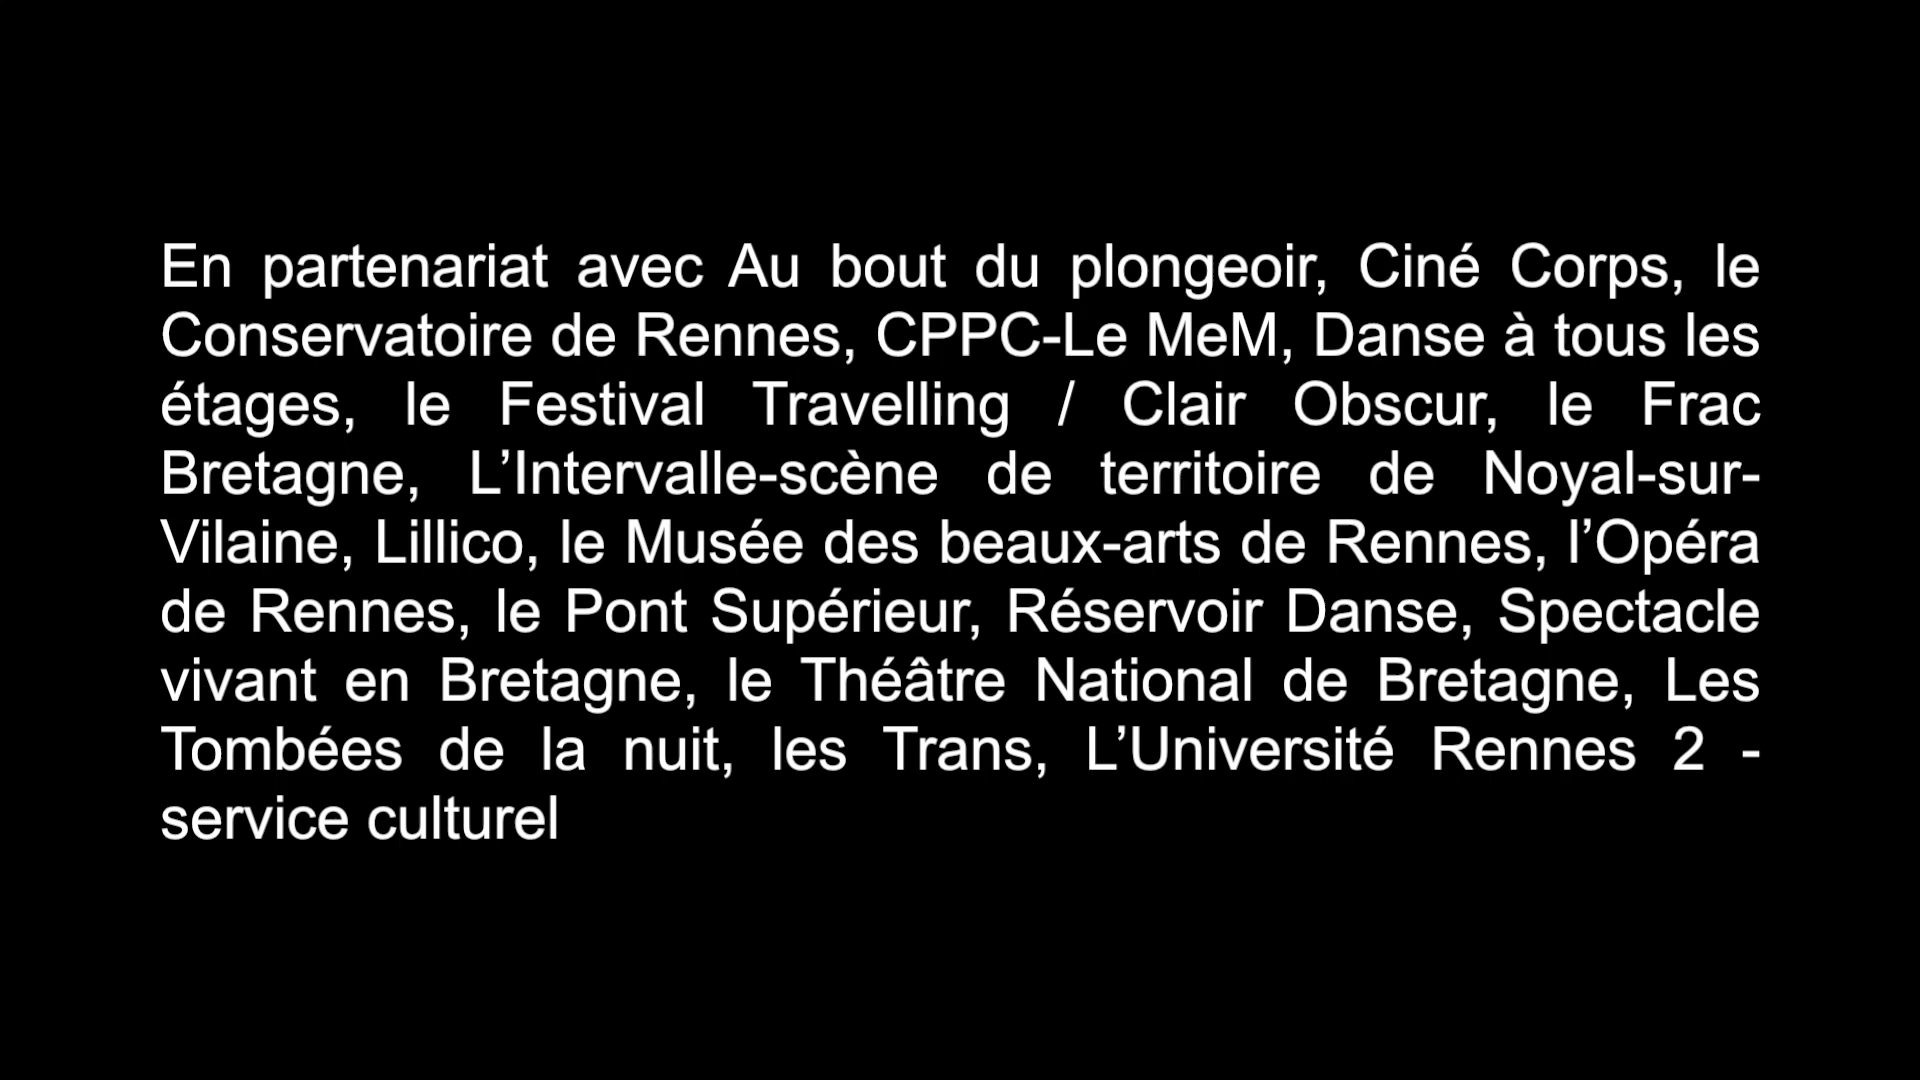 En partenariat avec Au bout du plongeoir, Ciné Corps, le
Conservatoire de Rennes, CPPC-Le MeM, Danse à tous les
étages, le Festival Travelling / Clair Obscur, le Frac
Bretagne, L’Intervalle-scène de territoire de Noyal-sur-
Vilaine, Lillico, le Musée des beaux-arts de Rennes, l’Opéra
de Rennes, le Pont Supérieur, Réservoir Danse, Spectacle
vivant en Bretagne, le Théâtre National de Bretagne, Les
Tombées de la nuit, les Trans, L’Université Rennes 2 -
service culturel